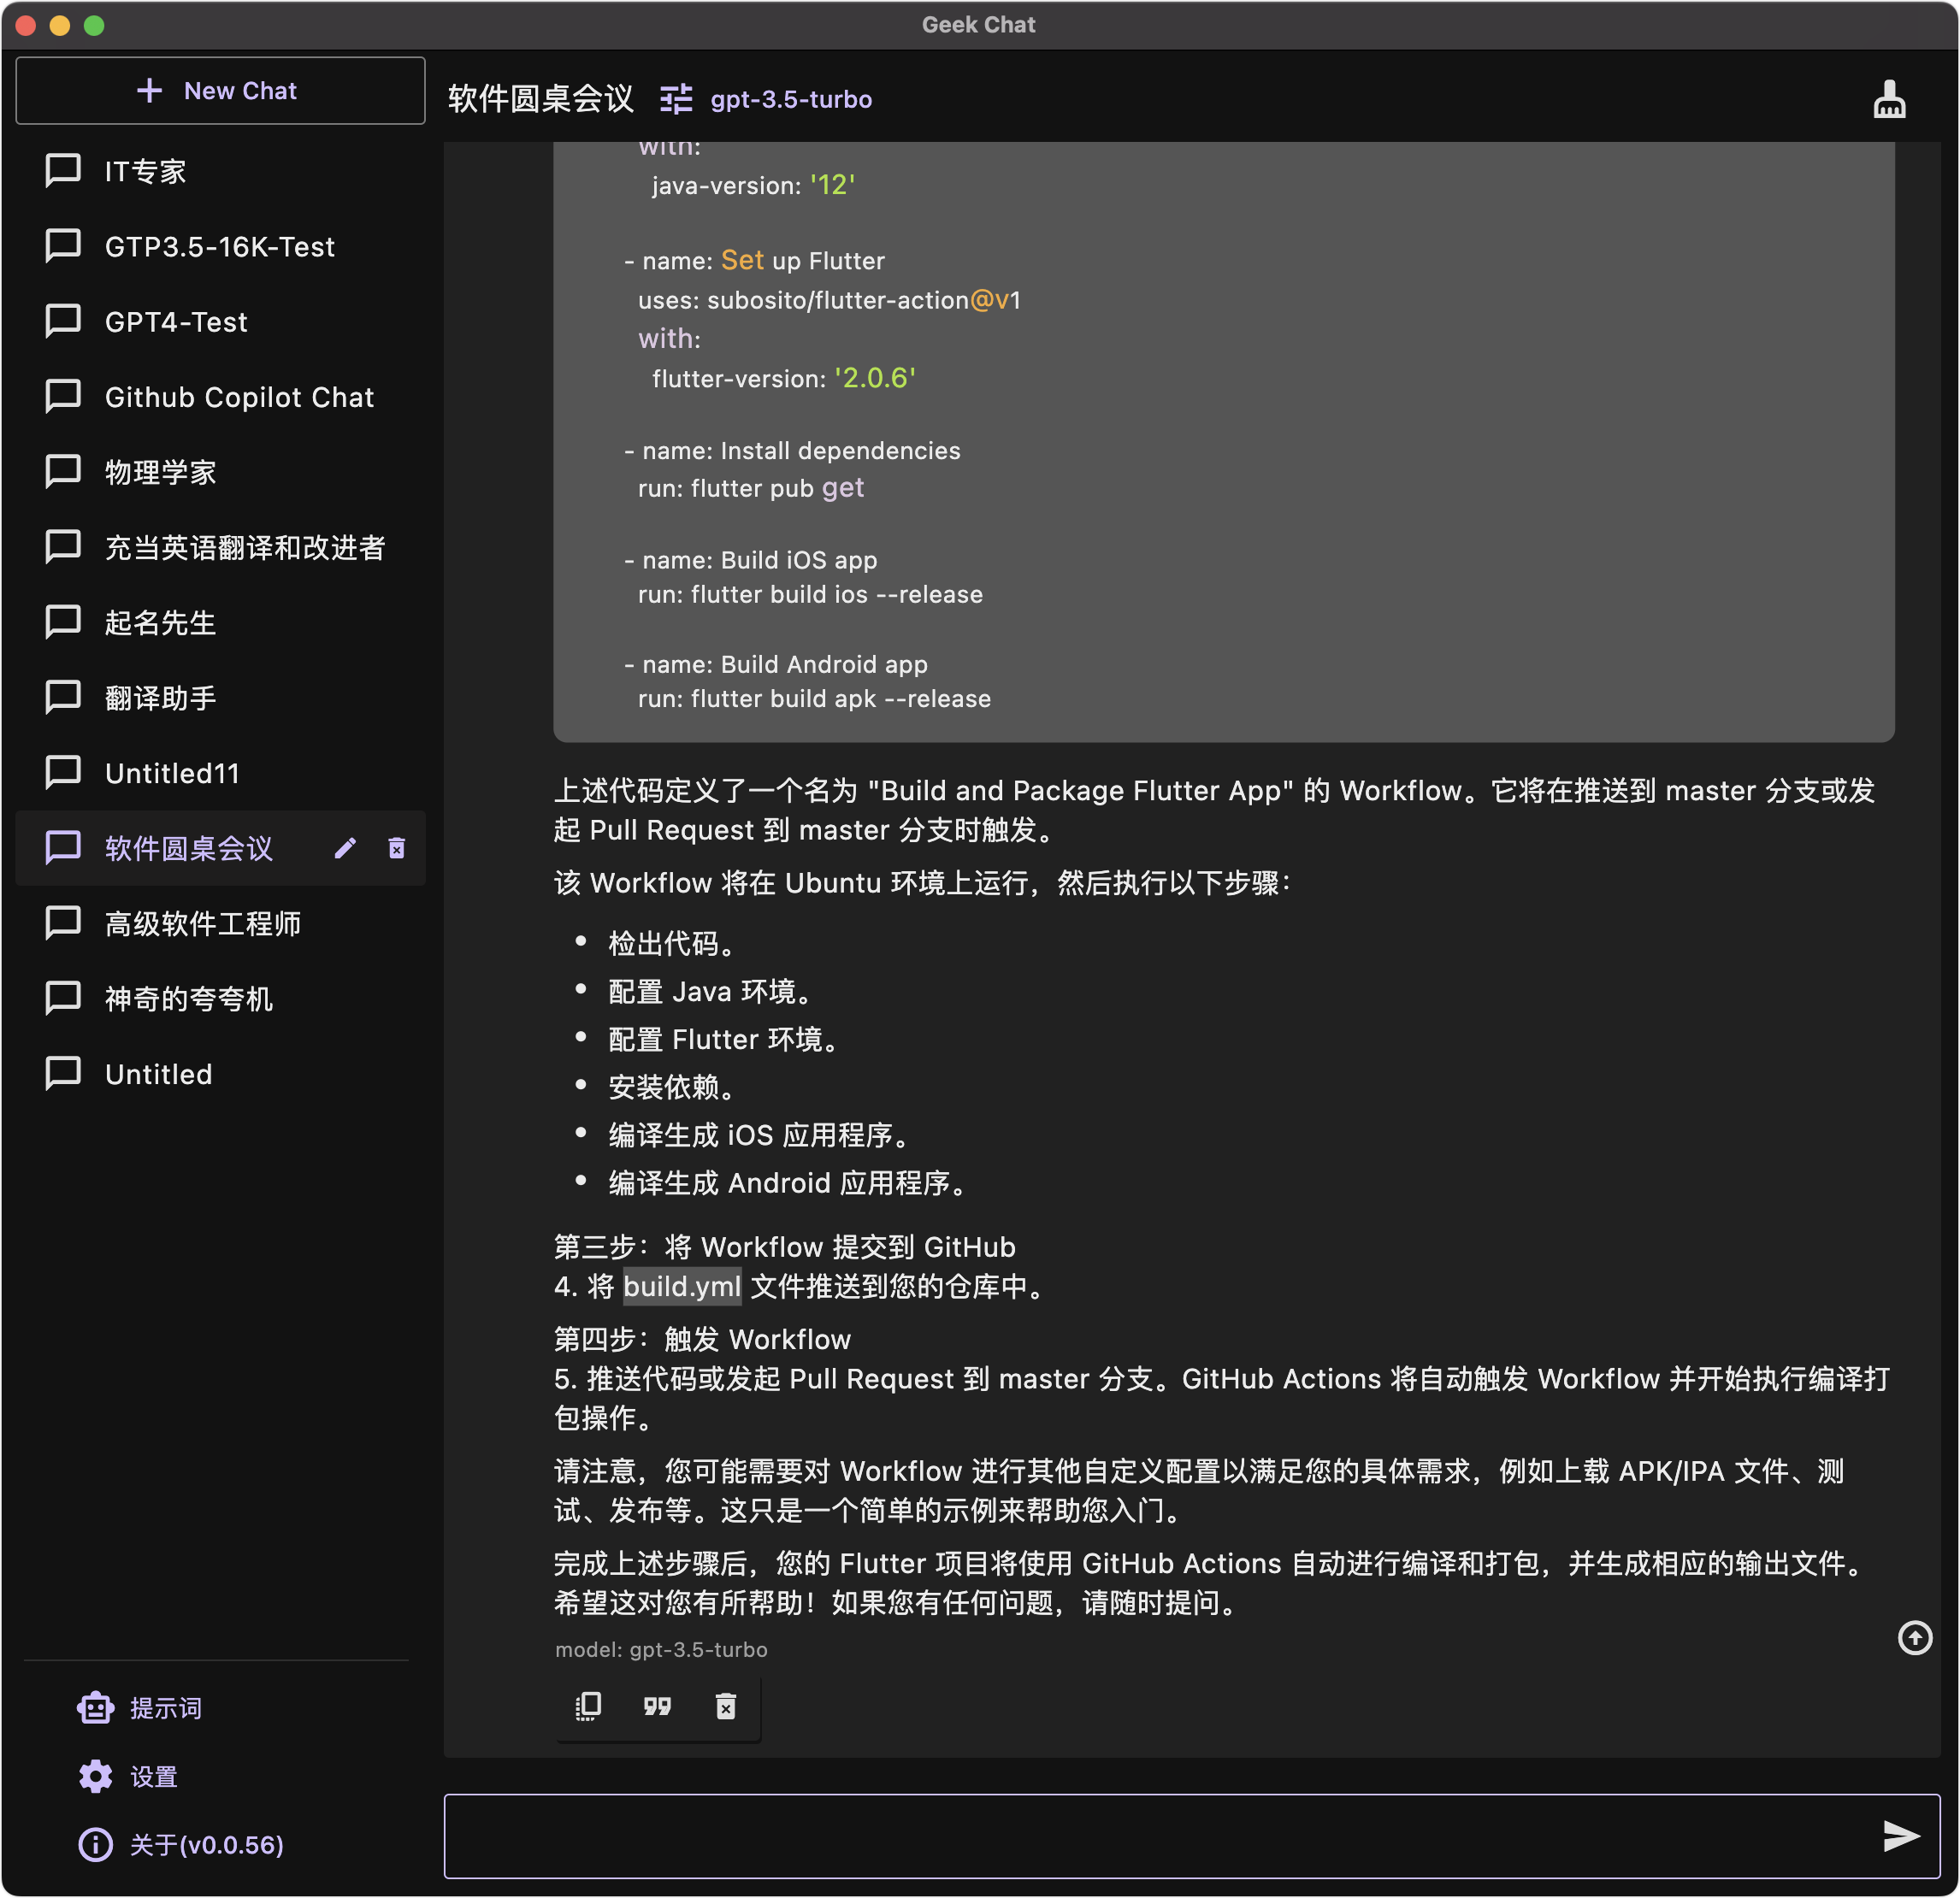 Geek Chat
New Chat
IT专家
GTP3.5-16K-Test
GPT4-Test
Github Copilot Chat
物理学家
充当英语翻译和改进者
起名先生
翻译助手
Untitled11
软件圆桌会议
高级软件工程师
神奇的夸夸机
Untitled
提示词
设置
关于(v0.0.56)
软件圆桌会议 gpt-3.5-turbo
with:
java-version: '12'
- name: Set up Flutter
uses: subosito/flutter-action@v1
with:
flutter-version: '2.0.6'
- name: Install dependencies
run: flutter pub get
- name: Build iOS app
run: flutter build ios --release
- name: Build Android app
run: flutter build apk --release
上述代码定义了一个名为 "Build and Package Flutter App" 的 Workflow。它将在推送到 master 分支或发
起 Pull Request 到 master 分支时触发。
该 Workflow 将在 Ubuntu 环境上运行，然后执行以下步骤：
• 检出代码。
• 配置 Java 环境。
• 配置 Flutter 环境。
• 安装依赖。
• 编译生成 iOS 应用程序。
• 编译生成 Android 应用程序。
第三步：将 Workflow 提交到 GitHub
4. 将 build.yml 文件推送到您的仓库中。
第四步：触发 Workflow
5. 推送代码或发起 Pull Request 到 master 分支。GitHub Actions 将自动触发 Workflow 并开始执行编译打
包操作。
请注意，您可能需要对 Workflow 进行其他自定义配置以满足您的具体需求，例如上载 APK/IPA 文件、测
试、发布等。这只是一个简单的示例来帮助您入门。
完成上述步骤后，您的 Flutter 项目将使用 GitHub Actions 自动进行编译和打包，并生成相应的输出文件。
希望这对您有所帮助！如果您有任何问题，请随时提问。
model: gpt-3.5-turbo